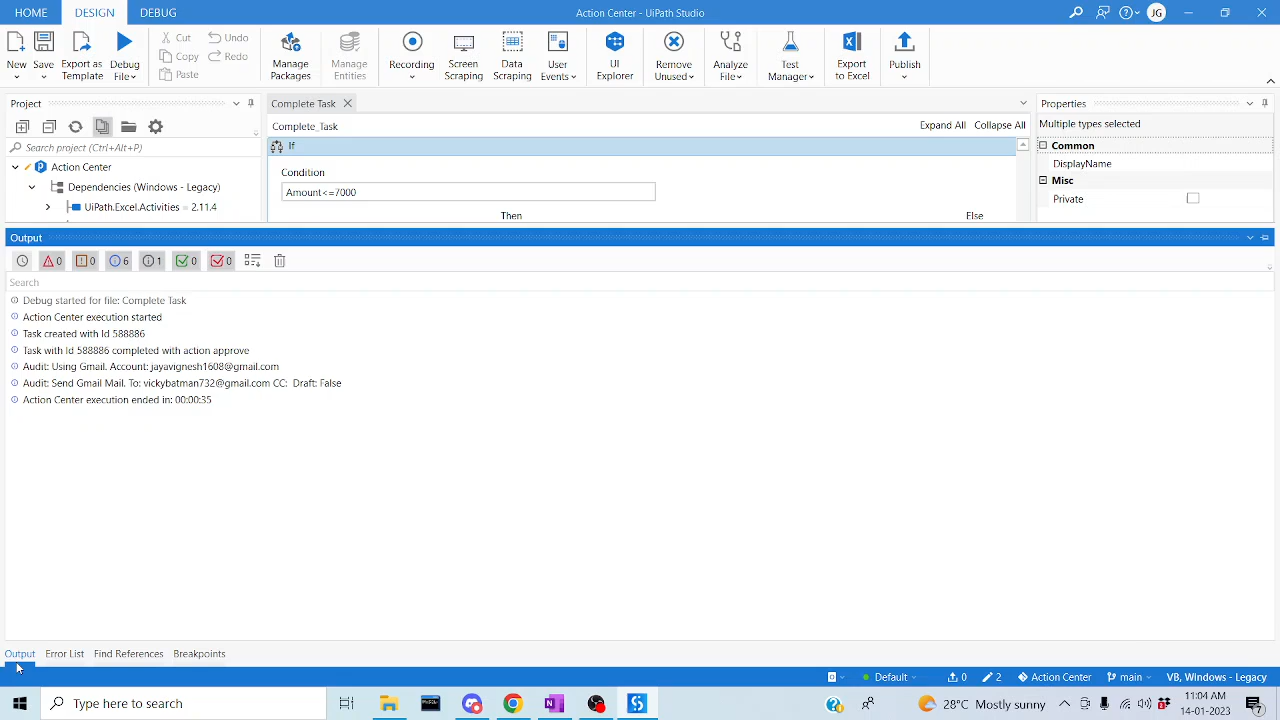 HOME DESIGN DEBUG Action Center - UiPath Studio JG
New Save Export as Template Debug File Cut Copy Paste Undo Redo Manage Packages Manage Entities Recording Screen Scraping Data Scraping User Events UI Explorer Remove Unused Analyze File Test Manager Export to Excel Publish
Project Complete Task Properties
Complete_Task Expand All Collapse All Multiple types selected
Search project (Ctrl+Alt+P) If Common
Action Center Condition DisplayName
Dependencies (Windows - Legacy) Amount<=7000 Misc
UiPath.Excel.Activities = 2.11.4 Then Else Private
Output
0 0 6 1 0 0
Search
Debug started for file: Complete Task
Action Center execution started
Task created with Id 588886
Task with Id 588886 completed with action approve
Audit: Using Gmail. Account: jayavignesh1608@gmail.com
Audit: Send Gmail Mail. To: vickybatman732@gmail.com CC: Draft: False
Action Center execution ended in: 00:00:35
Output Error List Find References Breakpoints
Default 0 2 Action Center main VB, Windows - Legacy
Type here to search 28°C Mostly sunny 11:04 AM
14-01-2023 7